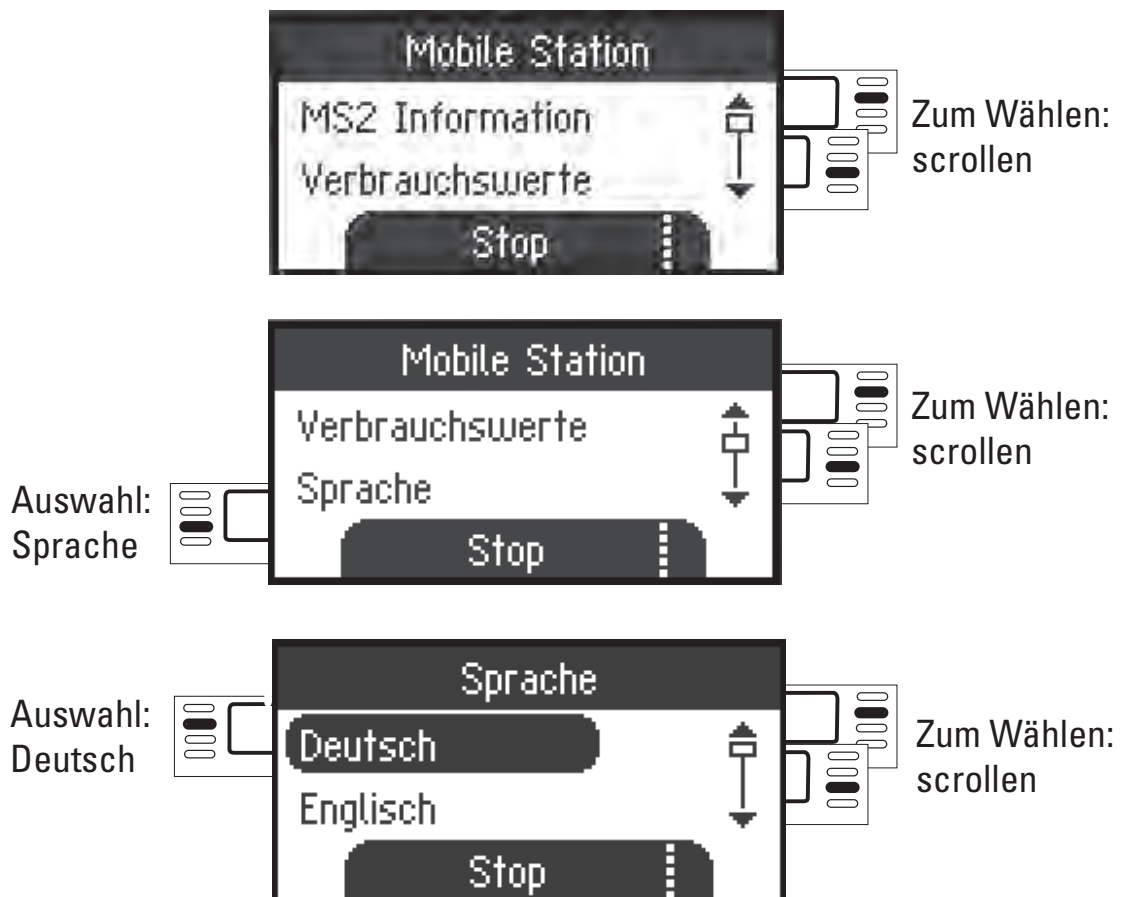 Mobile Station
MS2 Information
Verbrauchswerte
Stop
Zum Wählen:
scrollen
Mobile Station
Verbrauchswerte
Sprache
Stop
Zum Wählen:
scrollen
Auswahl:
Sprache
Sprache
Deutsch
Englisch
Stop
Auswahl:
Deutsch
Zum Wählen:
scrollen